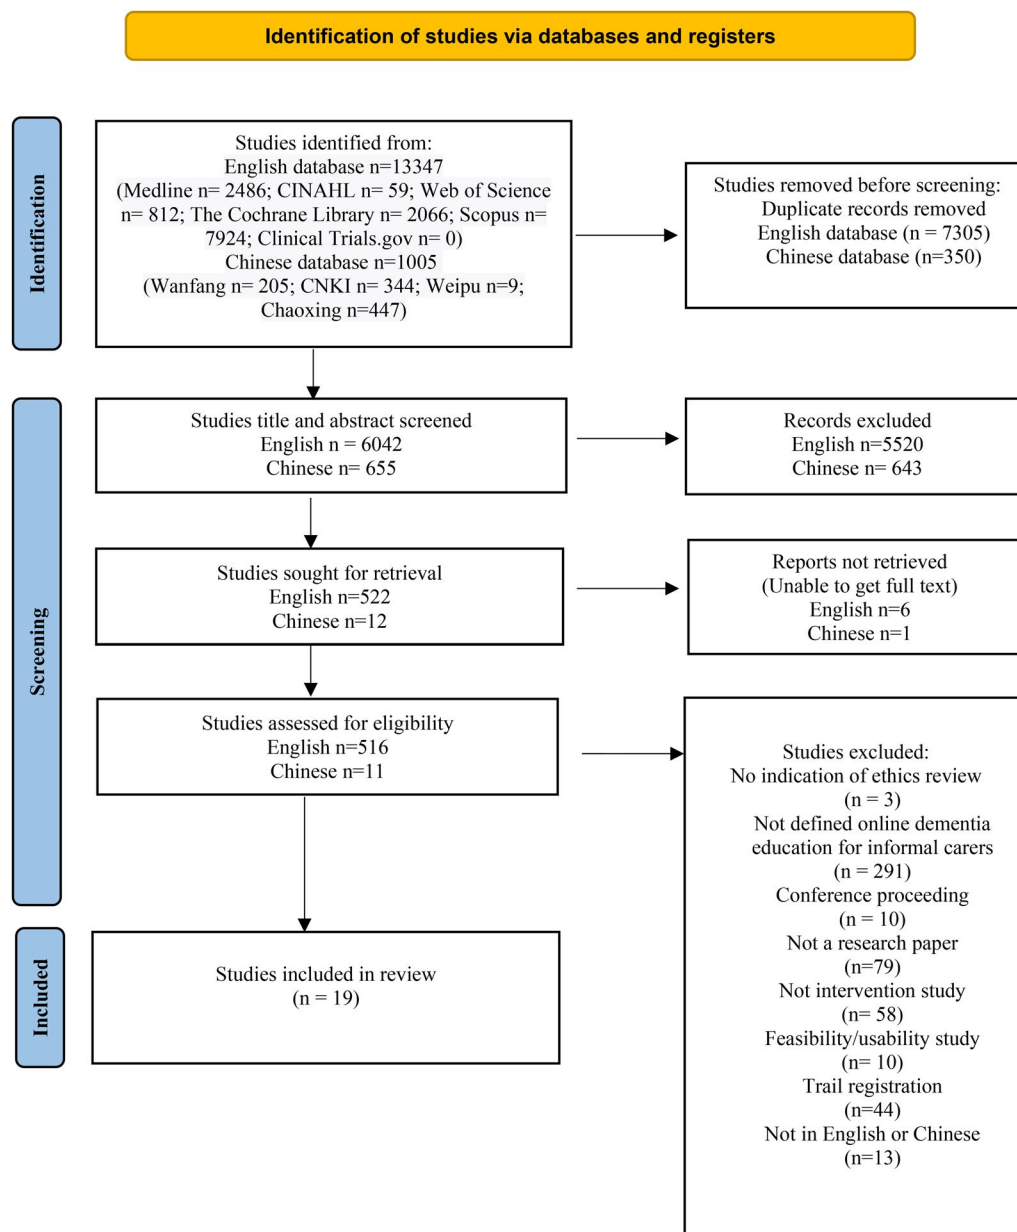 Identification of studies via databases and registers
Identification
Studies identified from:
English database n=13347
(Medline n= 2486; CINAHL n= 59; Web of Science
n= 812; The Cochrane Library n= 2066; Scopus n=
7924; Clinical Trials.gov n= 0)
Chinese database n=1005
(Wanfang n= 205; CNKI n= 344; Weipu n=9;
Chaoxing n=447)
Studies removed before screening:
Duplicate records removed
English database (n = 7305)
Chinese database (n=350)
Screening
Studies title and abstract screened
English n = 6042
Chinese n= 655
Records excluded
English n=5520
Chinese n= 643
Studies sought for retrieval
English n=522
Chinese n=12
Reports not retrieved
(Unable to get full text)
English n=6
Chinese n=1
Studies assessed for eligibility
English n=516
Chinese n=11
Studies excluded:
No indication of ethics review
(n = 3)
Not defined online dementia
education for informal carers
(n = 291)
Conference proceeding
(n = 10)
Not a research paper
(n=79)
Not intervention study
(n= 58)
Feasibility/usability study
(n= 10)
Trail registration
(n=44)
Not in English or Chinese
(n=13)
Included
Studies included in review
(n = 19)